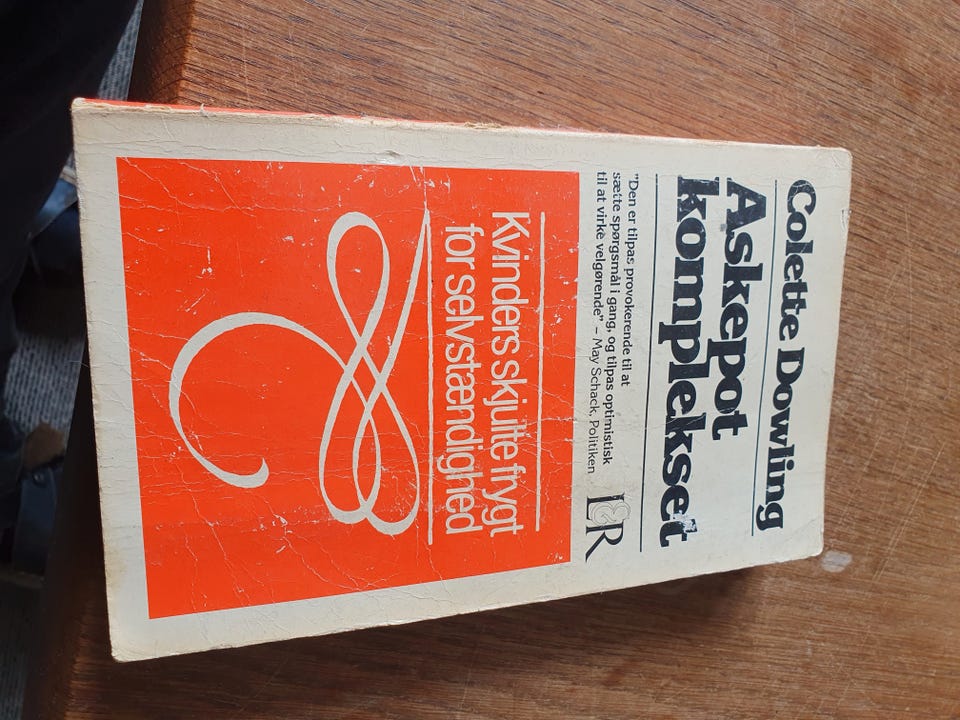 Colette Dowling
Askepot
komplekset
"Den er tilpas provokerende til at
sætte spørgsmål i gang, og tilpas optimistisk
til at virke velgørende" – May Schack, Politiken
L&R
Kvinders skjulte frygt
for selvstændighed